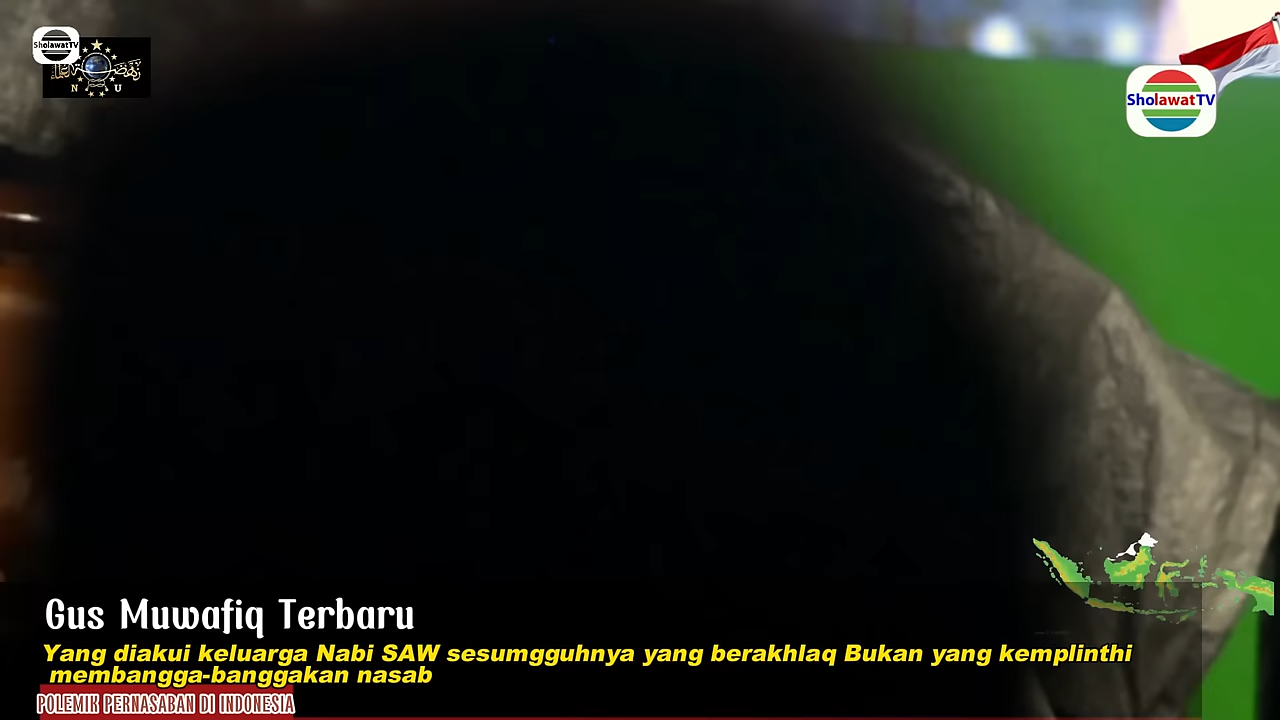 SholawatTV
N U
SholawatTV
Gus Muwafiq Terbaru
Yang diakui keluarga Nabi SAW sesumgguhnya yang berakhlaq Bukan yang kemplinthi
membangga-banggakan nasab
POLEMIK PERNASABAN DI INDONESIA